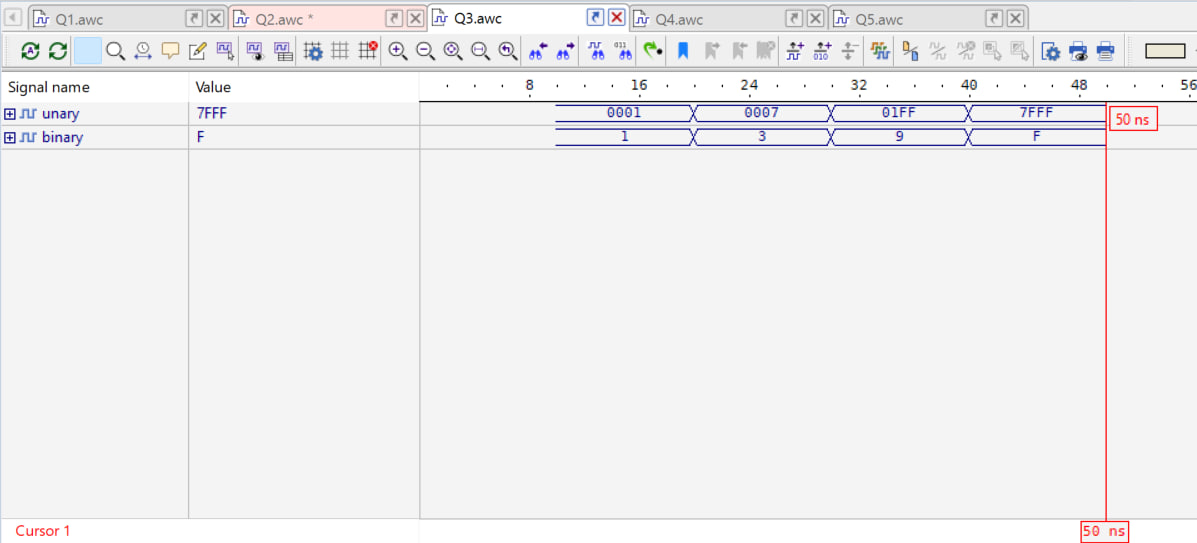 Q1.awc Q2.awc * Q3.awc Q4.awc Q5.awc
Signal name Value 8 16 24 32 40 48 56
unary 7FFF 0001 0007 01FF 7FFF 50 ns
binary F 1 3 9 F
Cursor 1 50 ns